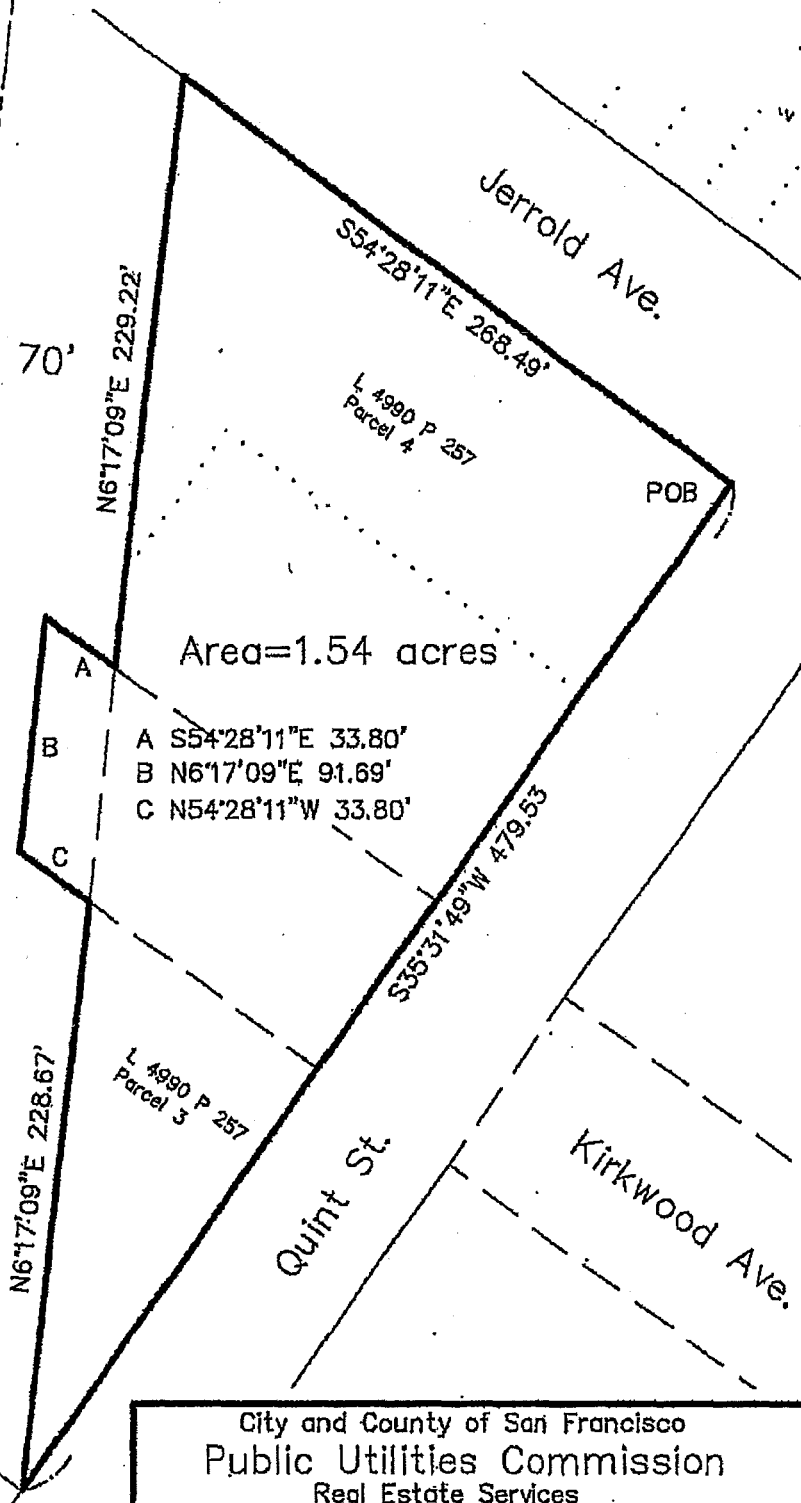 Jerrold Ave.
S54°28'11"E 268.49'
N6°17'09"E 229.22'
70'
L 4990 P 257
Parcel 4
POB
Area=1.54 acres
A
B
C
A S54°28'11"E 33.80'
B N6°17'09"E 91.69'
C N54°28'11"W 33.80'
S35°31'49"W 479.53
L 4990 P 257
Parcel 3
N6°17'09"E 228.67'
Quint St.
Kirkwood Ave.
City and County of San Francisco
Public Utilities Commission
Real Estate Services